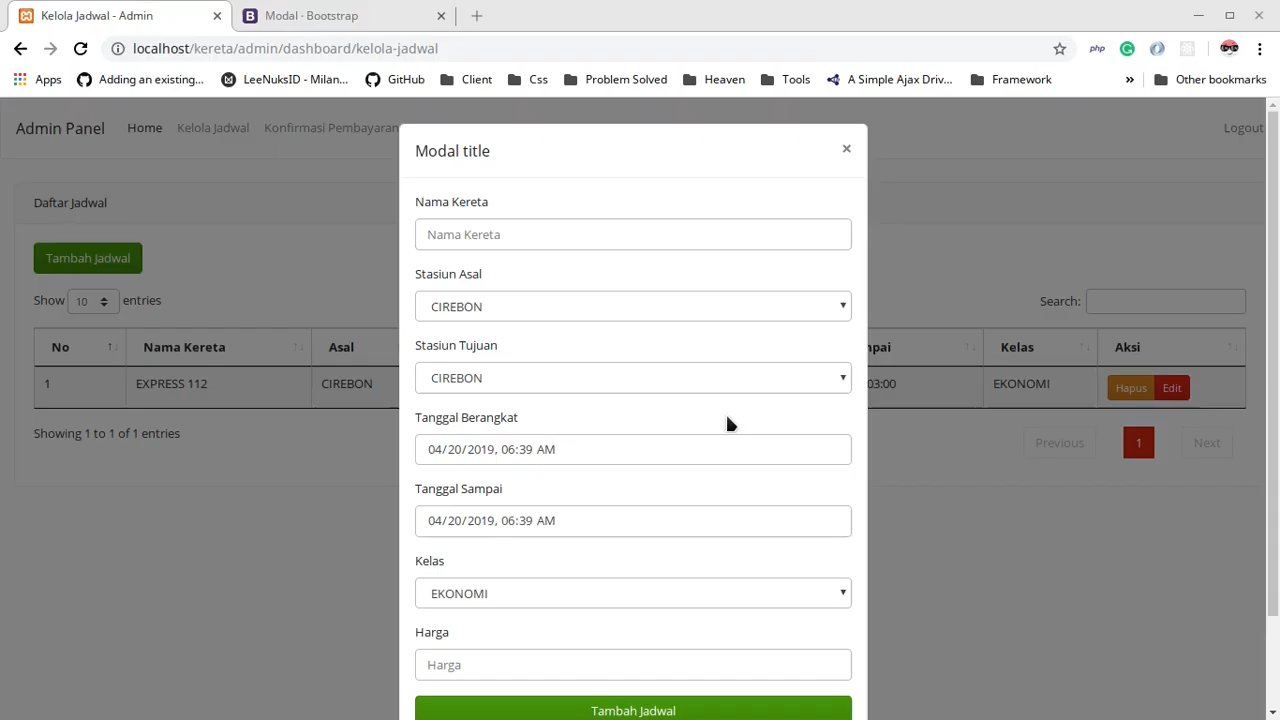 Kelola Jadwal - Admin
Modal · Bootstrap
localhost/kereta/admin/dashboard/kelola-jadwal
php
Apps
Adding an existing...
LeeNuksID - Milan...
GitHub
Client
Css
Problem Solved
Heaven
Tools
A Simple Ajax Driv...
Framework
»
Other bookmarks
Admin Panel Home Kelola Jadwal Konfirmasi Pembayaran Logout
Modal title ×
Daftar Jadwal
Nama Kereta
Nama Kereta
Tambah Jadwal
Stasiun Asal
Show 10 entries
CIREBON
Search:
Stasiun Tujuan
No Nama Kereta Asal pai Kelas Aksi
CIREBON
1 EXPRESS 112 CIREBON 03:00 EKONOMI Hapus Edit
Tanggal Berangkat
Showing 1 to 1 of 1 entries
04/20/2019, 06:39 AM
Previous 1 Next
Tanggal Sampai
04/20/2019, 06:39 AM
Kelas
EKONOMI
Harga
Harga
Tambah Jadwal